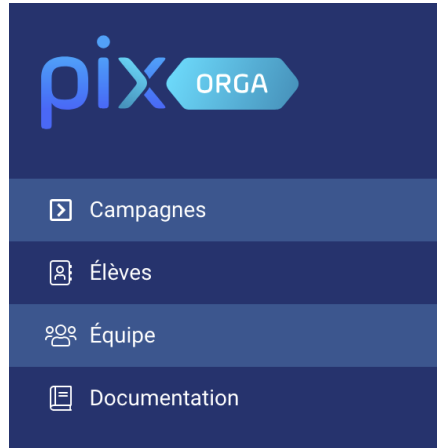 pix ORGA
Campagnes
Élèves
Équipe
Documentation